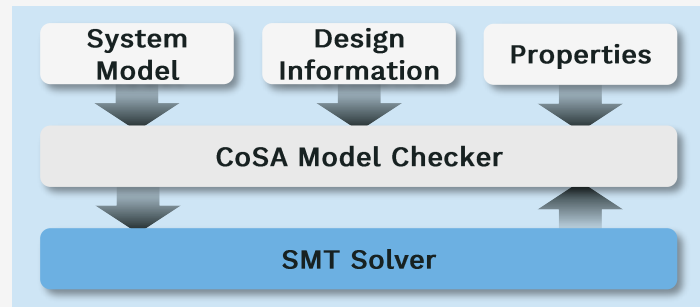 System
Model
Design
Information
Properties
CoSA Model Checker
SMT Solver